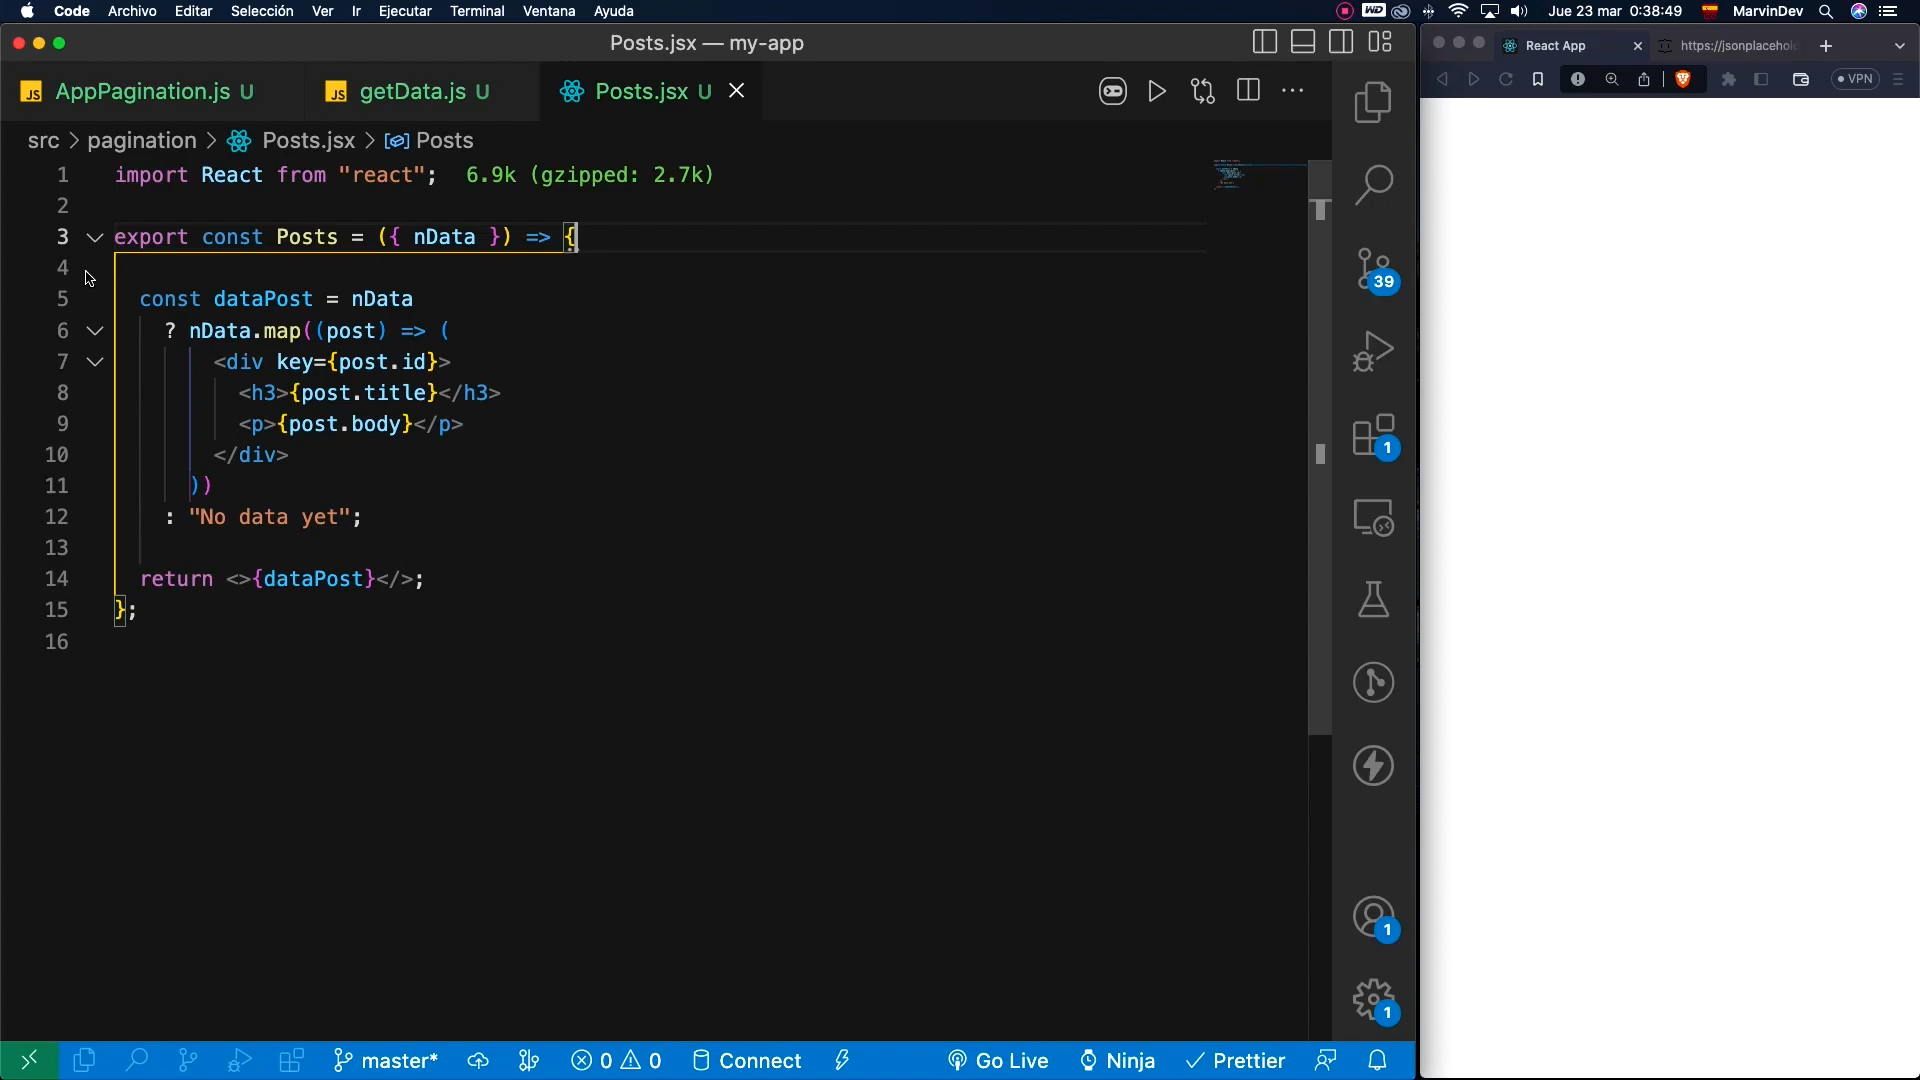 Code Archivo Editar Selección Ver Ir Ejecutar Terminal Ventana Ayuda
WD
Jue 23 mar 0:38:49
MarvinDev
Posts.jsx — my-app
JS AppPagination.js U
JS getData.js U
Posts.jsx U
src > pagination > Posts.jsx > Posts
1 import React from "react"; 6.9k (gzipped: 2.7k)
2
3 export const Posts = ({ nData }) => {
4
5 const dataPost = nData
6 ? nData.map((post) => (
7 <div key={post.id}>
8 <h3>{post.title}</h3>
9 <p>{post.body}</p>
10 </div>
11 ))
12 : "No data yet";
13
14 return <>{dataPost}</>;
15 };
16
39
1
1
1
master* 0 0 Connect Go Live Ninja Prettier
React App
https://jsonplacehol
VPN